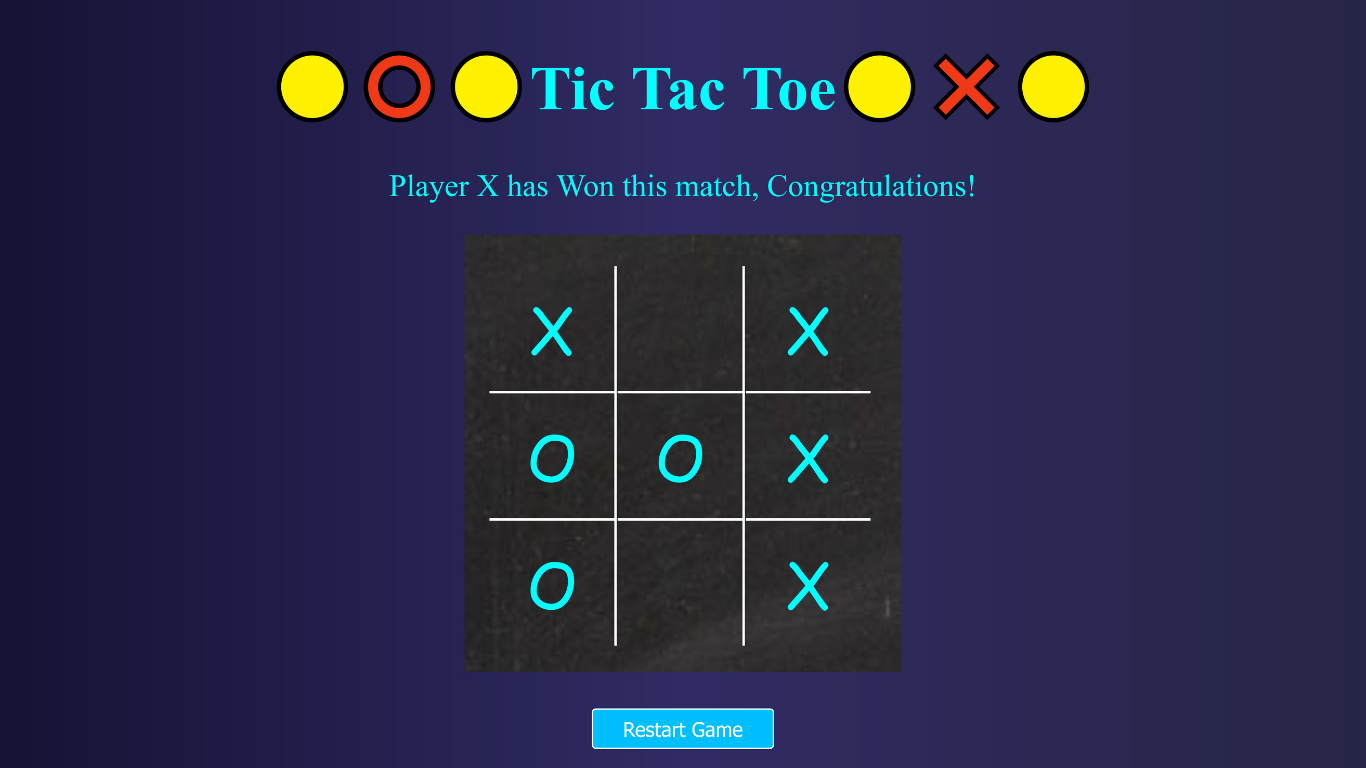 Tic Tac Toe
Player X has Won this match, Congratulations!
X X
O O X
O X
Restart Game